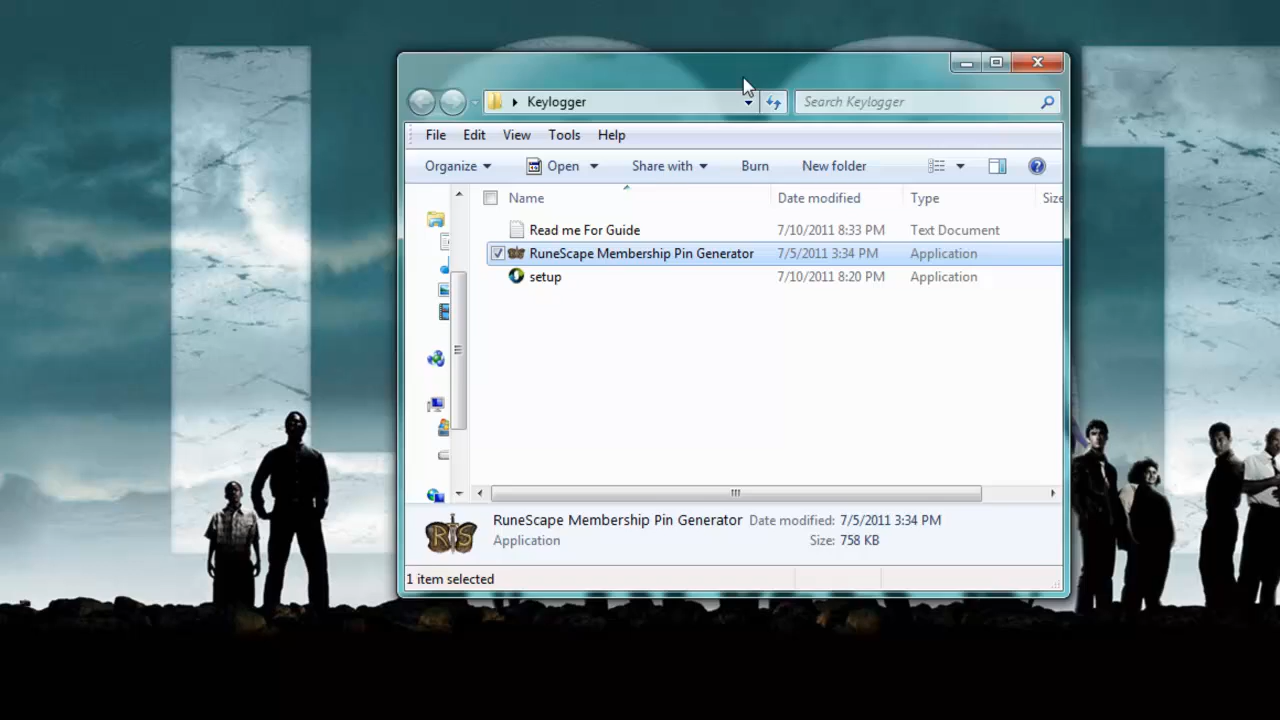 Keylogger
Search Keylogger
File Edit View Tools Help
Organize Open Share with Burn New folder
Name Date modified Type Size
Read me For Guide 7/10/2011 8:33 PM Text Document
RuneScape Membership Pin Generator 7/5/2011 3:34 PM Application
setup 7/10/2011 8:20 PM Application
RS
RuneScape Membership Pin Generator Date modified: 7/5/2011 3:34 PM
Application Size: 758 KB
1 item selected